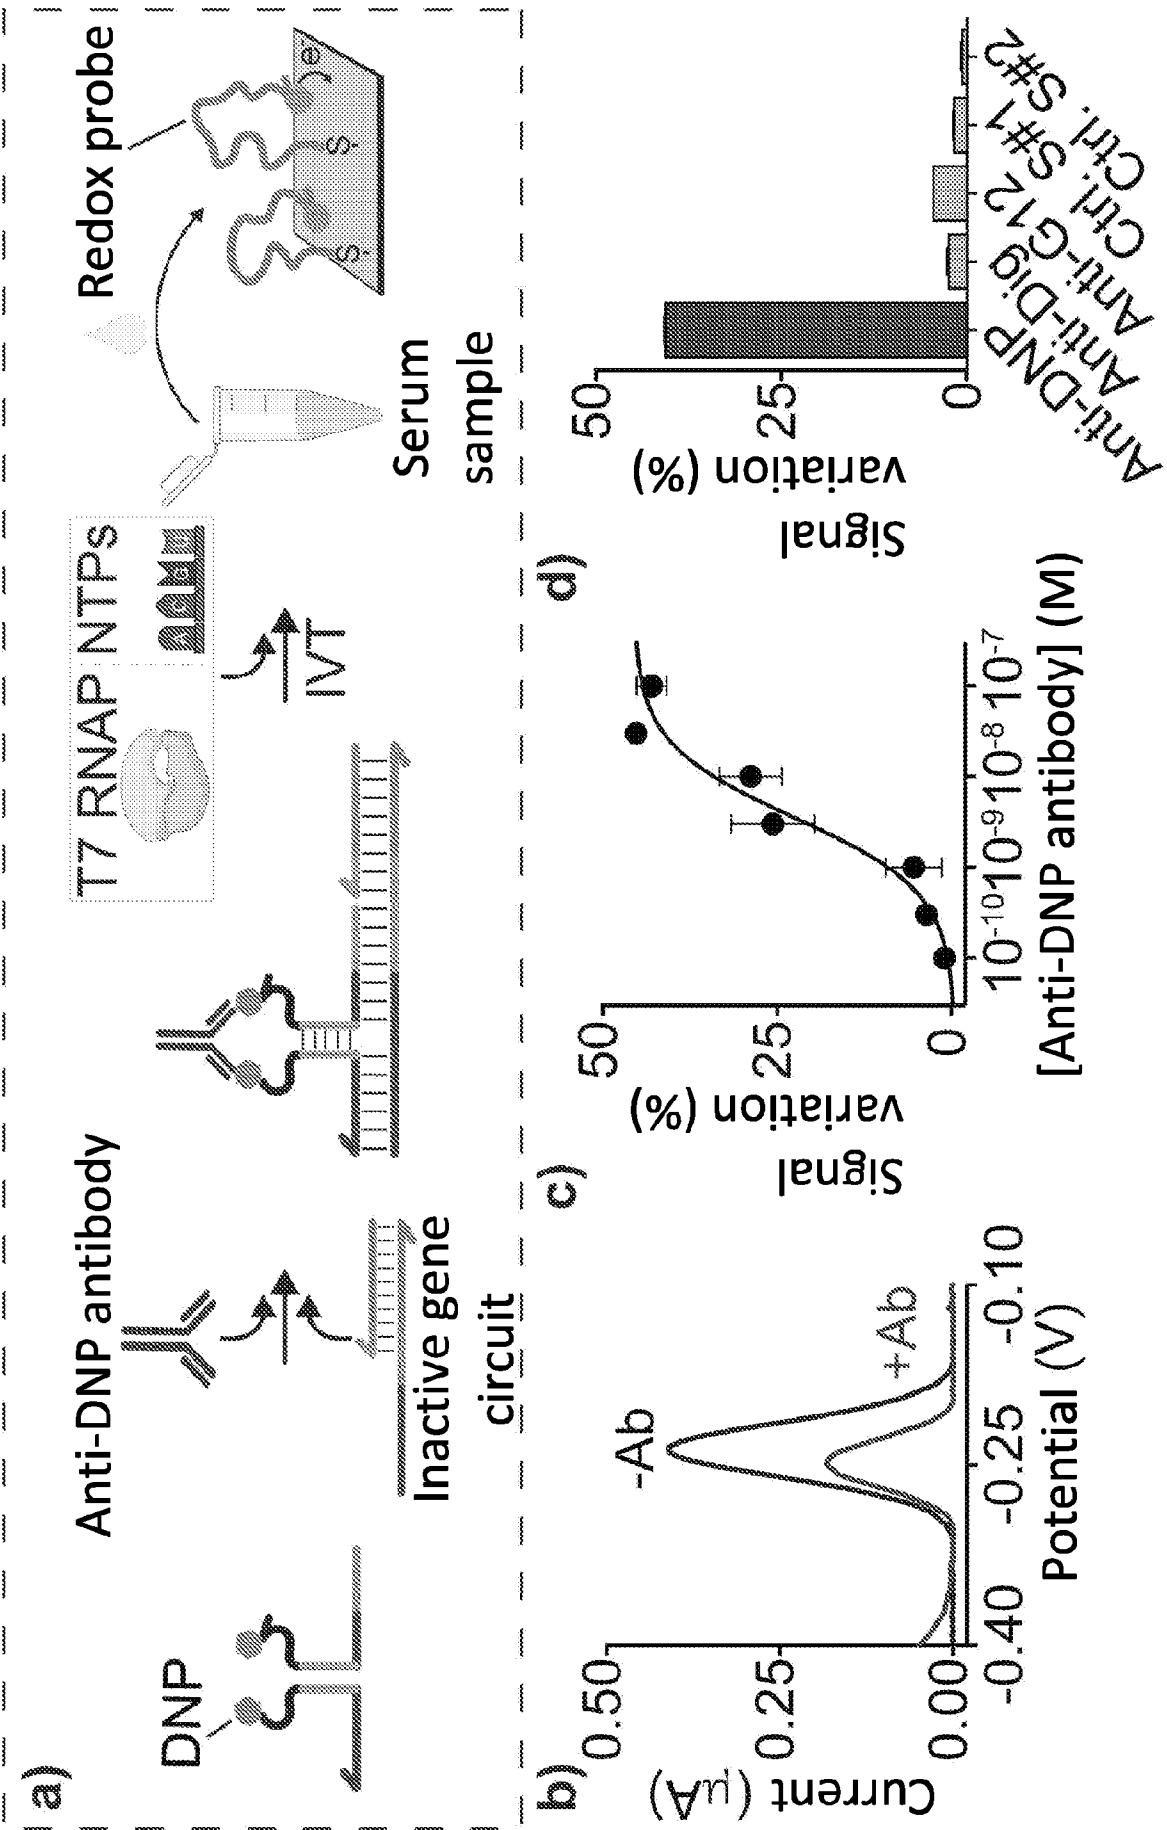 a)
DNP
Anti-DNP antibody
Inactive gene
circuit
T7 RNAP NTPs
IVT
Serum
sample
Redox probe
S
S
e-
b)
Current (µA)
0.50
0.25
0.00
-0.40
-0.25
-0.10
Potential (V)
-Ab
+Ab
c)
Signal
variation (%)
50
25
0
10-10
10-9
10-8
10-7
[Anti-DNP antibody] (M)
d)
Signal
variation (%)
50
25
0
Anti-DNP
Anti-Dig
Anti-G12
Ctrl. S#1
Ctrl. S#2